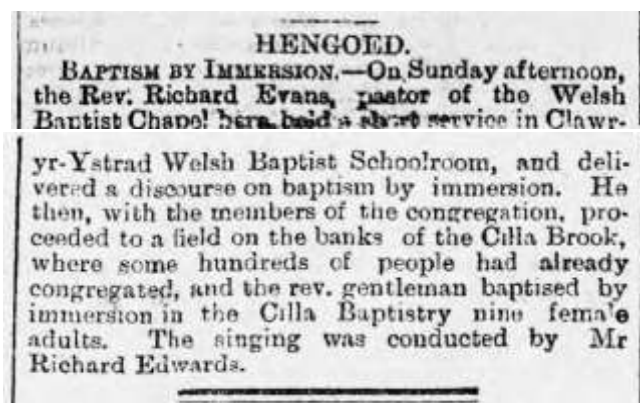 HENGOED.
BAPTISM BY IMMERSION.—On Sunday afternoon,
the Rev. Richard Evans, pastor of the Welsh
Baptist Chapel here, held a short service in Clawr-
yr-Ystrad Welsh Baptist Schoolroom, and deli-
vered a discourse on baptism by immersion. He
then, with the members of the congregation, pro-
ceeded to a field on the banks of the Cilla Brook,
where some hundreds of people had already
congregated, and the rev. gentleman baptised by
immersion in the Cilla Baptistry nine female
adults. The singing was conducted by Mr
Richard Edwards.